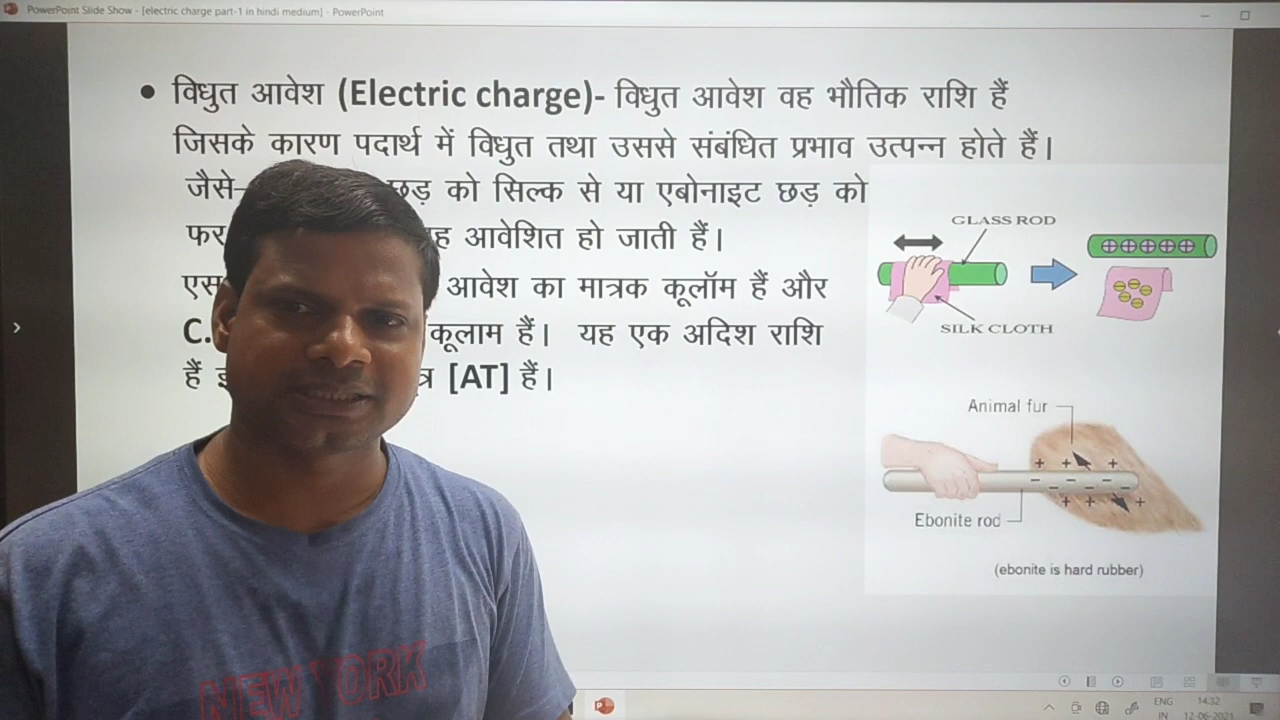 PowerPoint Slide Show - [electric charge part-1 in hindi medium] - PowerPoint
• विधुत आवेश (Electric charge)- विधुत आवेश वह भौतिक राशि हैं
जिसके कारण पदार्थ में विधुत तथा उससे संबंधित प्रभाव उत्पन्न होते हैं।
जैसे- छड़ को सिल्क से या एबोनाइट छड़ को
आवेशित हो जाती हैं।
आवेश का मात्रक कूलॉम हैं और
कूलाम हैं। यह एक अदिश राशि
हैं [AT] हैं।
GLASS ROD
SILK CLOTH
Animal fur
Ebonite rod
(ebonite is hard rubber)
NEW YORK
ENG
IN
14:32
12-06-2021